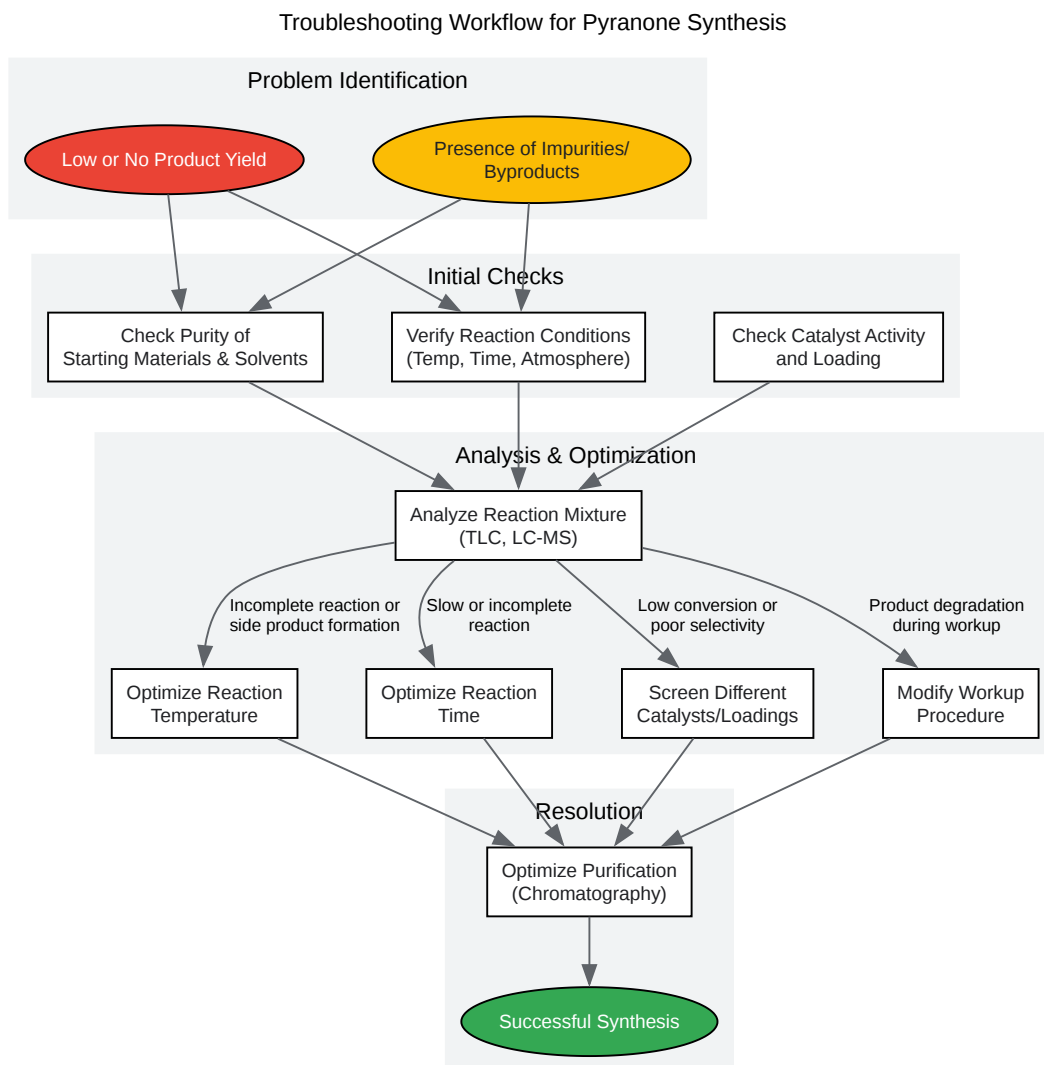 Troubleshooting Workflow for Pyranone Synthesis
Problem Identification
Low or No Product Yield
Presence of Impurities/
Byproducts
Initial Checks
Check Purity of
Starting Materials & Solvents
Verify Reaction Conditions
(Temp, Time, Atmosphere)
Check Catalyst Activity
and Loading
Analysis & Optimization
Analyze Reaction Mixture
(TLC, LC-MS)
Incomplete reaction or
side product formation
Slow or incomplete
reaction
Low conversion or
poor selectivity
Product degradation
during workup
Optimize Reaction
Temperature
Optimize Reaction
Time
Screen Different
Catalysts/Loadings
Modify Workup
Procedure
Resolution
Optimize Purification
(Chromatography)
Successful Synthesis